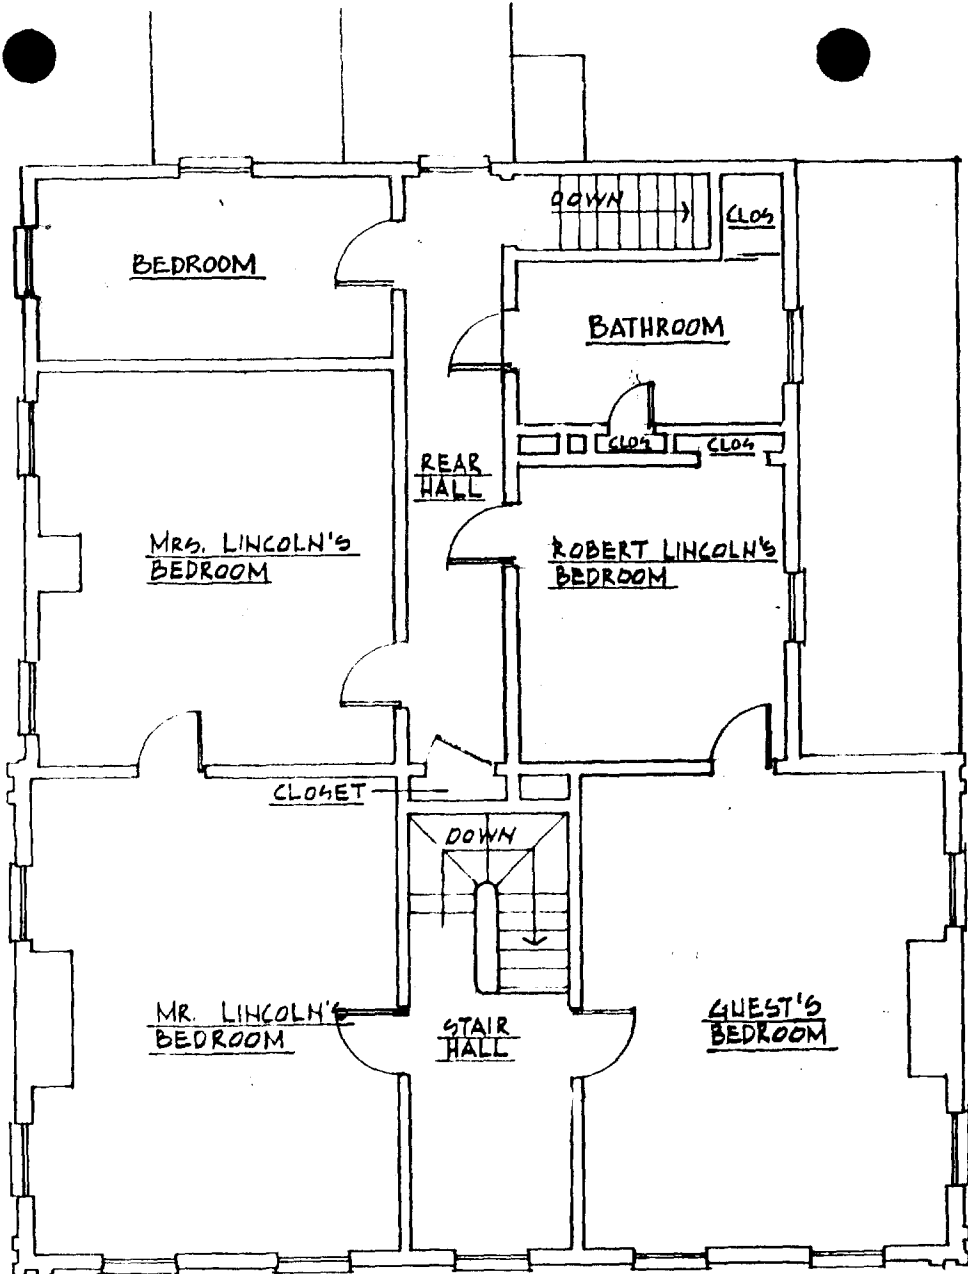 DOWN
CLOS
BEDROOM
BATHROOM
CLOS
CLOS
REAR
HALL
MRS. LINCOLN'S
BEDROOM
ROBERT LINCOLN'S
BEDROOM
CLOSET
DOWN
MR. LINCOLN'S
BEDROOM
STAIR
HALL
GUEST'S
BEDROOM